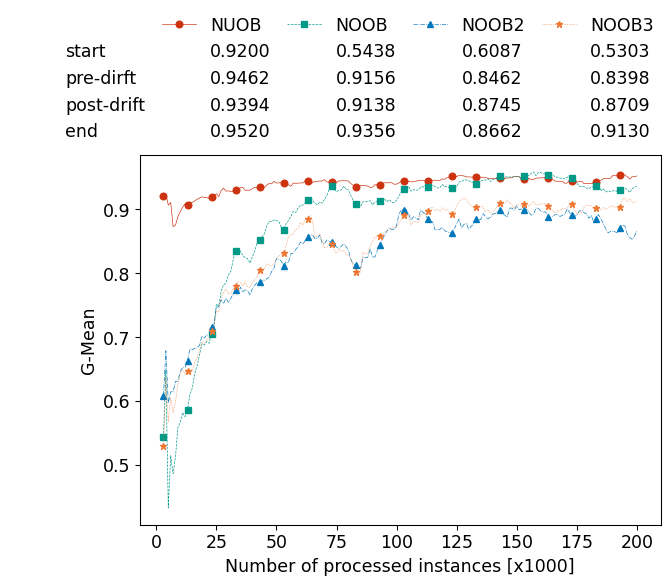 NUOB NOOB NOOB2 NOOB3
start 0.9200 0.5438 0.6087 0.5303
pre-dirft 0.9462 0.9156 0.8462 0.8398
post-drift 0.9394 0.9138 0.8745 0.8709
end 0.9520 0.9356 0.8662 0.9130
0.9
0.8
0.7
0.6
0.5
G-Mean
0 25 50 75 100 125 150 175 200
Number of processed instances [x1000]